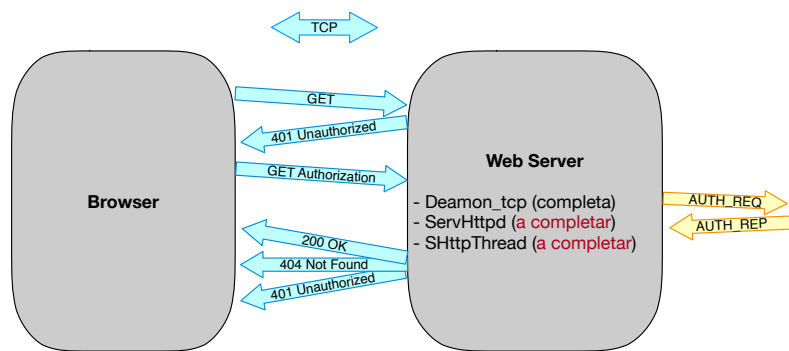 TCP
GET
401 Unauthorized
GET Authorization
200 OK
404 Not Found
401 Unauthorized
Browser
Web Server
- Deamon_tcp (completa)
- ServHttpd (a completar)
- SHttpThread (a completar)
AUTH_REQ
AUTH_REP